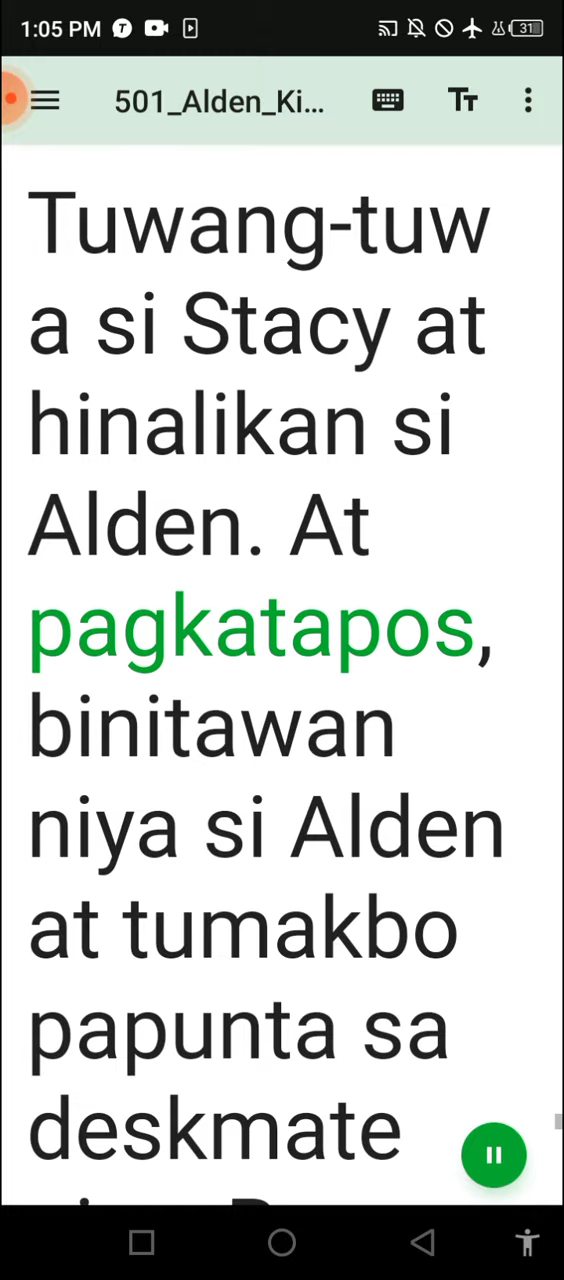 1:05 PM
31
501_Alden_Ki...
Tuwang-tuw
a si Stacy at
hinalikan si
Alden. At
pagkatapos,
binitawan
niya si Alden
at tumakbo
papunta sa
deskmate